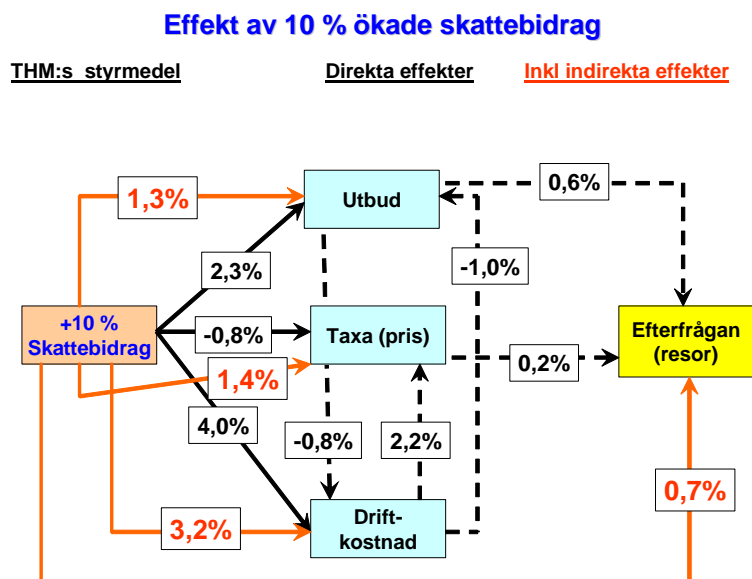 Effekt av 10 % ökade skattebidrag
THM:s styrmedel
Direkta effekter
Inkl indirekta effekter
1,3%
Utbud
0,6%
2,3%
-1,0%
+10 %
Skattebidrag
-0,8%
Taxa (pris)
Efterfrågan
(resor)
0,2%
1,4%
4,0%
-0,8%
2,2%
0,7%
3,2%
Drift-
kostnad